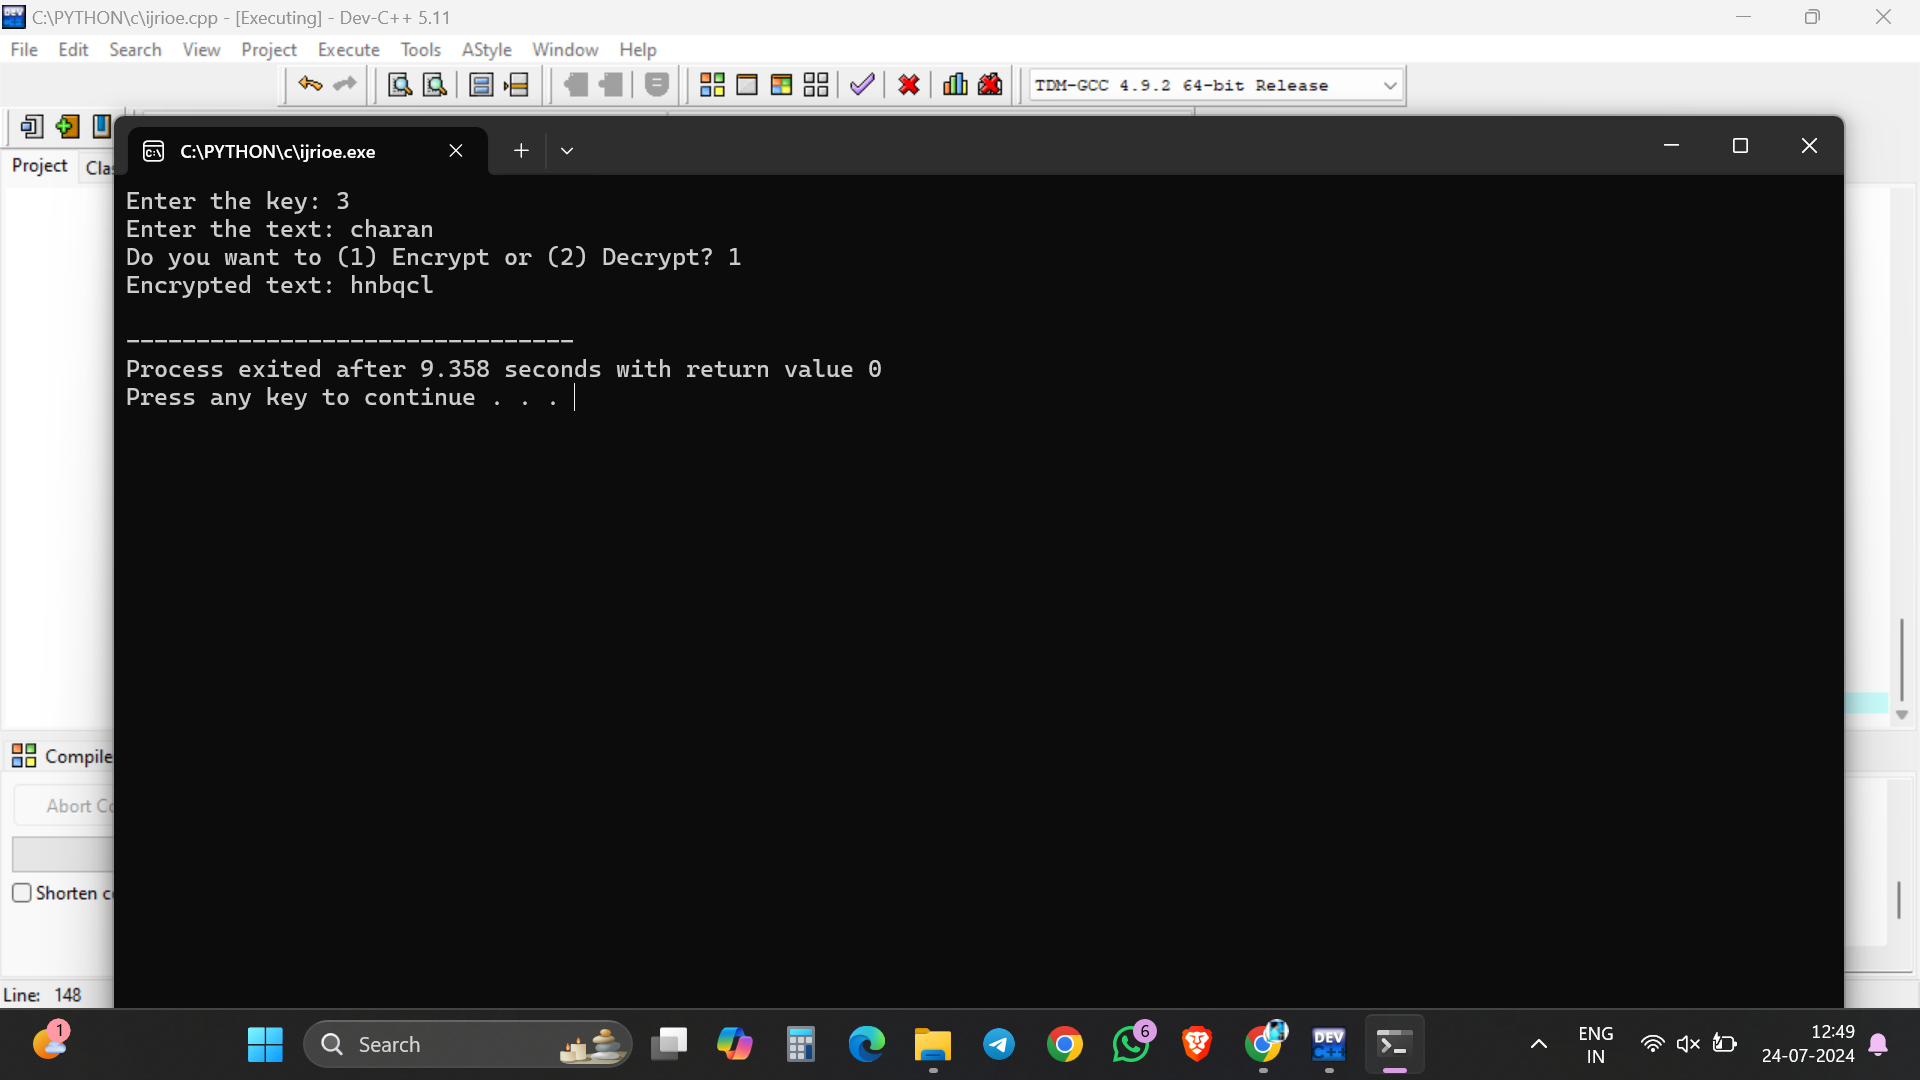 C:\PYTHON\c\ijrioe.cpp - [Executing] - Dev-C++ 5.11
File Edit Search View Project Execute Tools AStyle Window Help
TDM-GCC 4.9.2 64-bit Release
C:\PYTHON\c\ijrioe.exe
Project
Enter the key: 3
Enter the text: charan
Do you want to (1) Encrypt or (2) Decrypt? 1
Encrypted text: hnbqcl
--------------------------------
Process exited after 9.358 seconds with return value 0
Press any key to continue . . .
Compile
Abort
Shorten
Line: 148
1
Search
6
DEV
C++
ENG
IN
12:49
24-07-2024